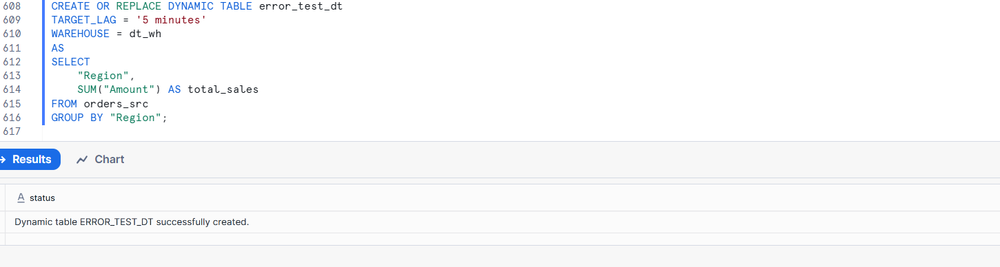 608 CREATE OR REPLACE DYNAMIC TABLE error_test_dt
609 TARGET_LAG = '5 minutes'
610 WAREHOUSE = dt_wh
611 AS
612 SELECT
613 "Region",
614 SUM("Amount") AS total_sales
615 FROM orders_src
616 GROUP BY "Region";
617
Results Chart
A status
Dynamic table ERROR_TEST_DT successfully created.